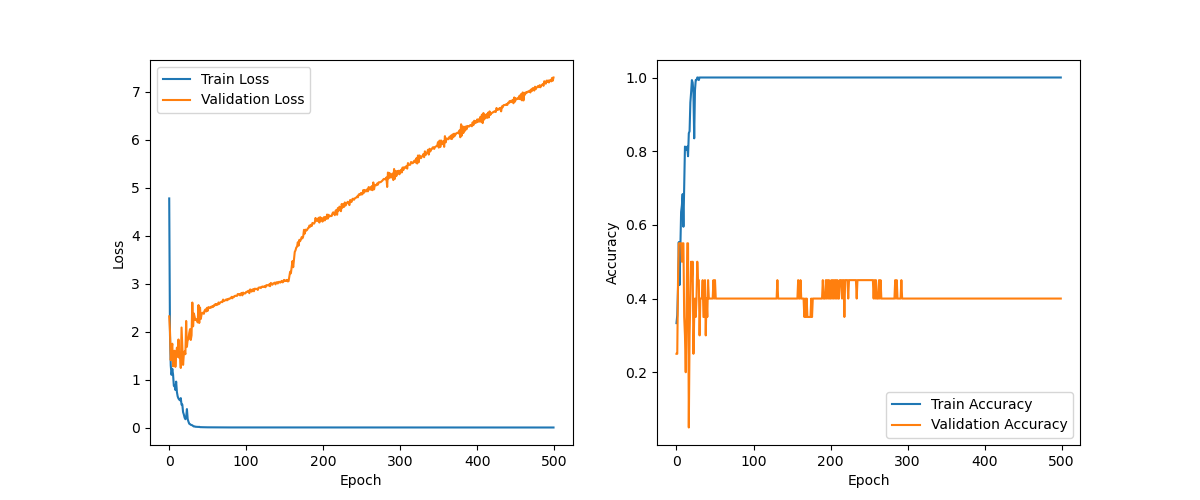 Train Loss
Validation Loss
7
6
5
4
3
2
1
0
0 100 200 300 400 500
Epoch
Loss
1.0
0.8
0.6
0.4
0.2
0 100 200 300 400 500
Epoch
Accuracy
Train Accuracy
Validation Accuracy